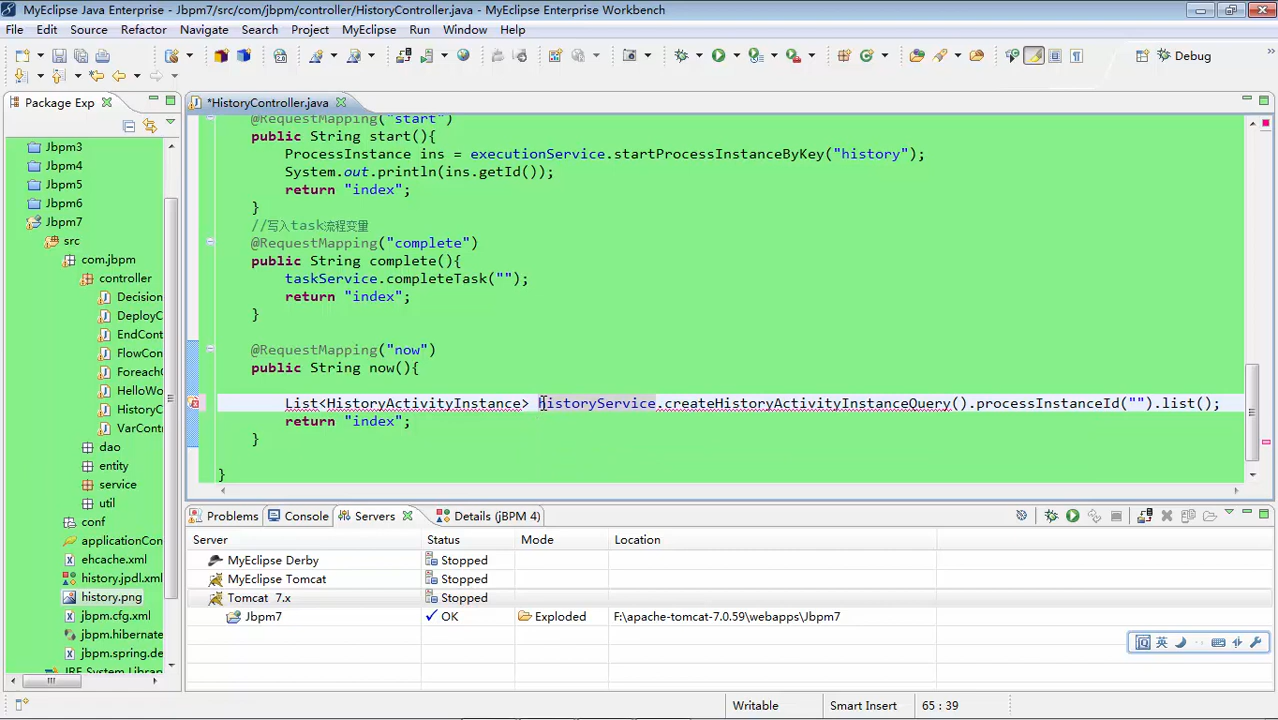 MyEclipse Java Enterprise - Jbpm7/src/com/jbpm/controller/HistoryController.java - MyEclipse Enterprise Workbench
File Edit Source Refactor Navigate Search Project MyEclipse Run Window Help
Debug
Package Exp
*HistoryController.java
Jbpm3
Jbpm4
Jbpm5
Jbpm6
Jbpm7
src
com.jbpm
controller
Decision
DeployC
EndCont
FlowCon
ForeachC
HelloWo
HistoryC
VarContr
dao
entity
service
util
conf
applicationCon
ehcache.xml
history.jpdl.xml
history.png
jbpm.cfg.xml
jbpm.hibernate
jbpm.spring.de
JRE System Librar
@RequestMapping("start")
public String start(){
ProcessInstance ins = executionService.startProcessInstanceByKey("history");
System.out.println(ins.getId());
return "index";
}
//写入task流程变量
@RequestMapping("complete")
public String complete(){
taskService.completeTask("");
return "index";
}
@RequestMapping("now")
public String now(){
List<HistoryActivityInstance> historyService.createHistoryActivityInstanceQuery().processInstanceId("").list();
return "index";
}
}
Problems Console Servers Details (jBPM 4)
Server Status Mode Location
MyEclipse Derby Stopped
MyEclipse Tomcat Stopped
Tomcat 7.x Stopped
Jbpm7 OK Exploded F:\apache-tomcat-7.0.59\webapps\Jbpm7
英
Writable Smart Insert 65 : 39